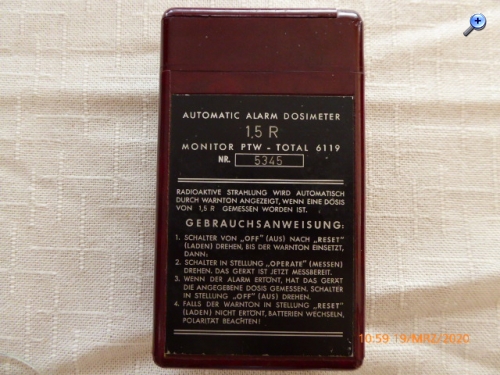 AUTOMATIC ALARM DOSIMETER
1,5 R
MONITOR PTW - TOTAL 6119
NR. 5345
RADIOAKTIVE STRAHLUNG WIRD AUTOMATISCH
DURCH WARNTON ANGEZEIGT, WENN EINE DOSIS
VON 1,5 R GEMESSEN WORDEN IST.
GEBRAUCHSANWEISUNG:
1. SCHALTER VON „OFF" (AUS) NACH „RESET"
(LADEN) DREHEN, BIS DER WARNTON EINSETZT,
DANN:
2. SCHALTER IN STELLUNG „OPERATE" (MESSEN)
DREHEN. DAS GERÄT IST JETZT MESSBEREIT.
3. WENN DER ALARM ERTÖNT, HAT DAS GERÄT
DIE ANGEGEBENE DOSIS GEMESSEN. SCHALTER
IN STELLUNG „OFF" (AUS) DREHEN.
4. FALLS DER WARNTON IN STELLUNG „RESET"
(LADEN) NICHT ERTÖNT, BATTERIEN WECHSELN,
POLARITÄT BEACHTEN!
10:59 19/MRZ/2020